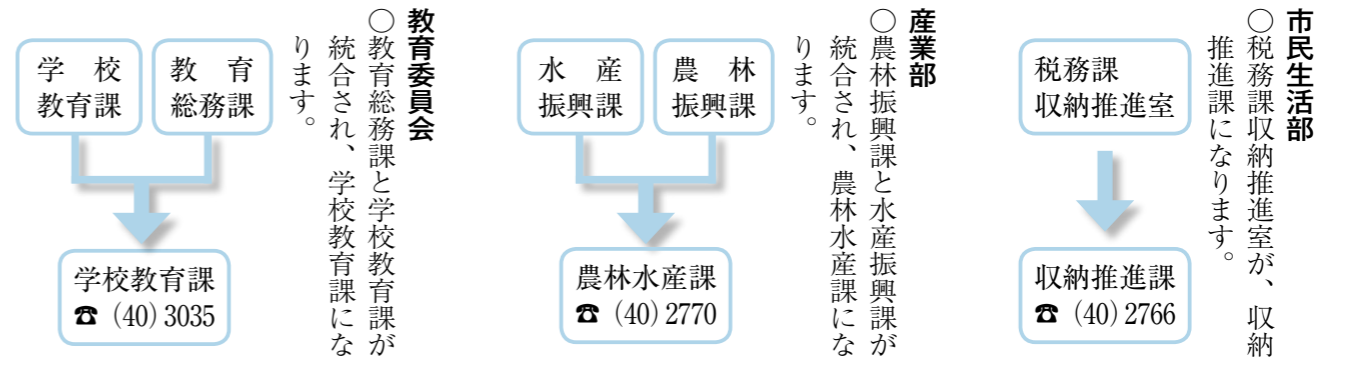 市民生活部
○税務課収納推進室が、収納
推進課になります。
税務課
収納推進室
収納推進課
☎ (40) 2766
産業部
○農林振興課と水産振興課が
統合され、農林水産課にな
ります。
農 林
振興課
水 産
振興課
農林水産課
☎ (40) 2770
教育委員会
○教育総務課と学校教育課が
統合され、学校教育課にな
ります。
教 育
総務課
学 校
教育課
学校教育課
☎ (40) 3035